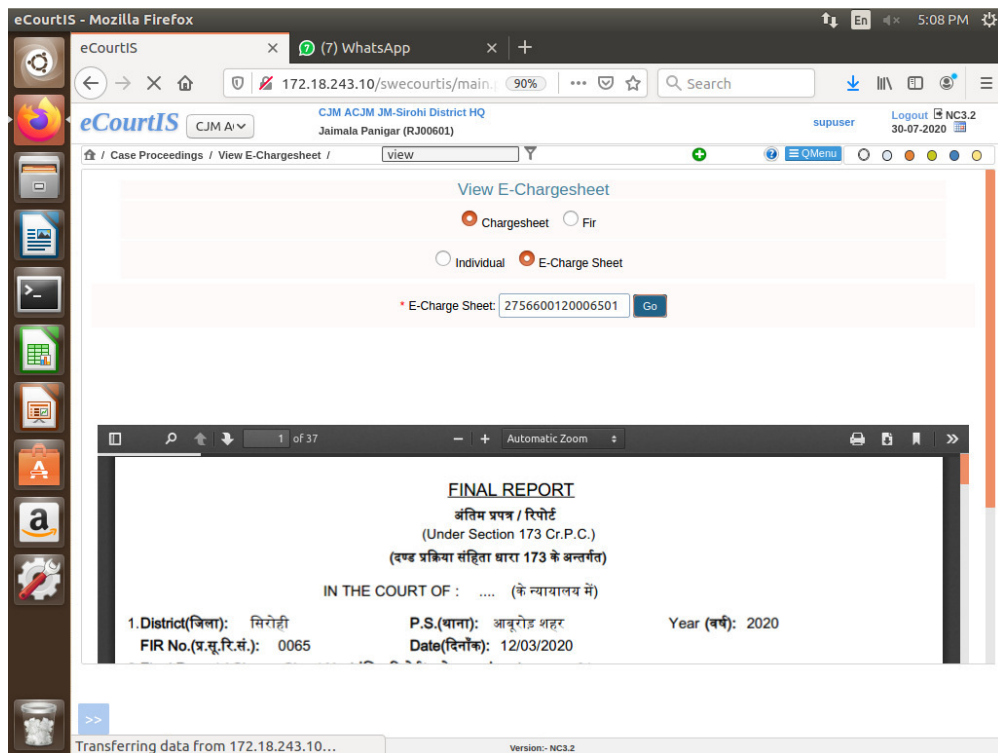 eCourtIS - Mozilla Firefox
En
5:08 PM
eCourtIS
(7) WhatsApp
172.18.243.10/swecourtis/main.
90%
Search
eCourtIS
CJM A
CJM ACJM JM-Sirohi District HQ
Jaimala Panigar (RJ00601)
supuser
Logout
NC3.2
30-07-2020
/ Case Proceedings / View E-Chargesheet /
view
QMenu
View E-Chargesheet
Chargesheet Fir
Individual E-Charge Sheet
* E-Charge Sheet: 2756600120006501 Go
1 of 37
Automatic Zoom
FINAL REPORT
अंतिम प्रपत्र / रिपोर्ट
(Under Section 173 Cr.P.C.)
(दण्ड प्रक्रिया संहिता धारा 173 के अन्तर्गत)
IN THE COURT OF : .... (के न्यायालय में)
1. District(जिला): सिरोही P.S.(थाना): आबूरोड़ शहर Year (वर्ष): 2020
FIR No.(प्र.सू.रि.सं.): 0065 Date(दिनाँक): 12/03/2020
>>
Transferring data from 172.18.243.10...
Version:- NC3.2